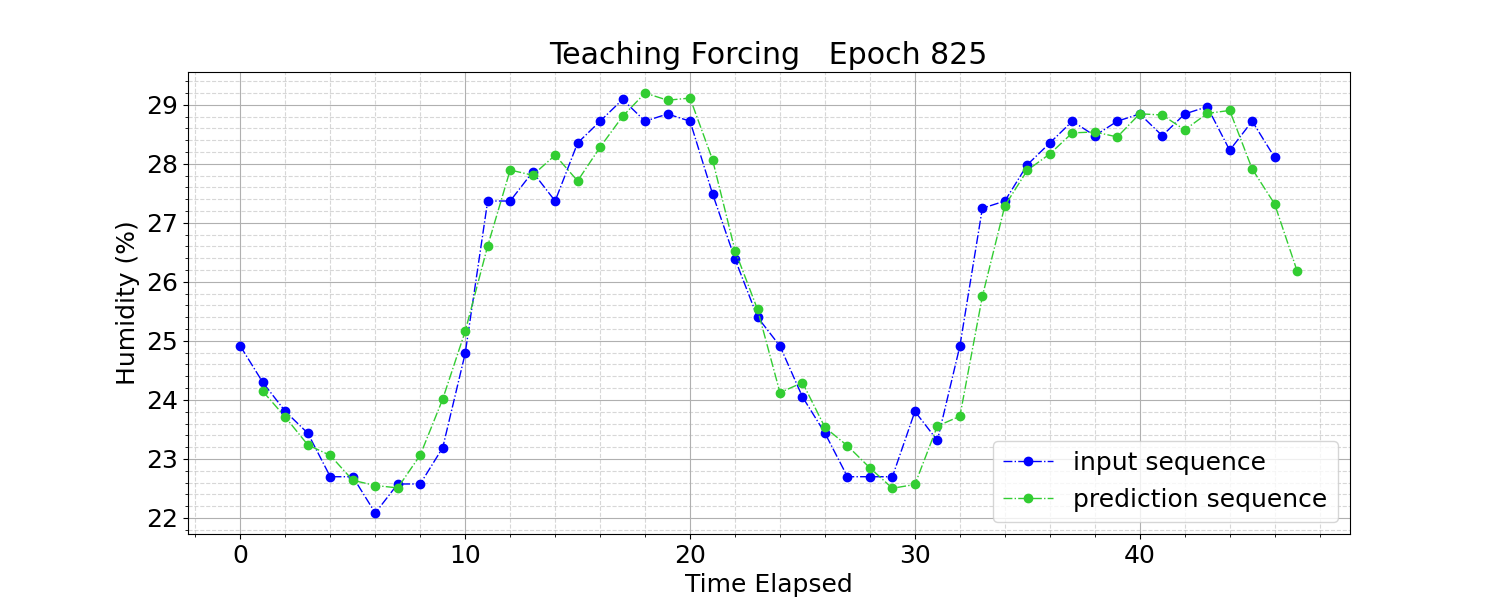 Teaching Forcing   Epoch 825
Humidity (%)
29
28
27
26
25
24
23
22
input sequence
prediction sequence
0 10 20 30 40
Time Elapsed